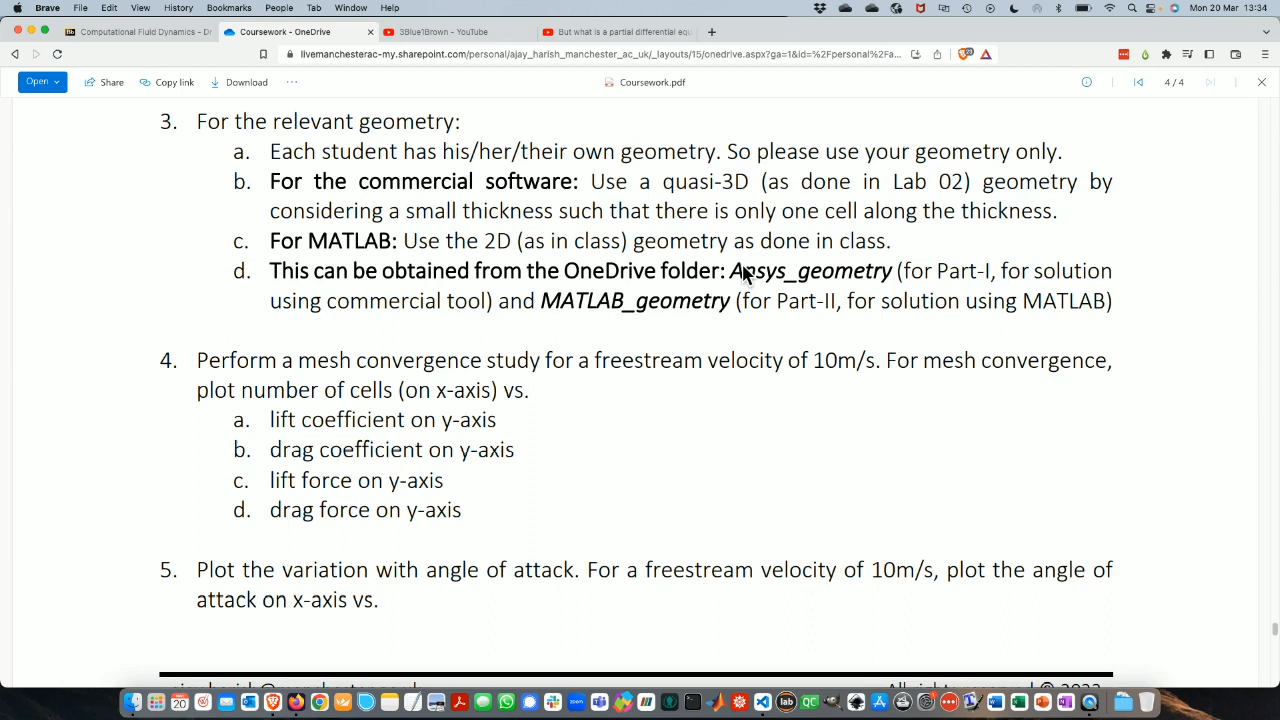 Brave File Edit View History Bookmarks People Tab Window Help Mon 20 Mar 13:34
Computational Fluid Dynamics - Dr Coursework - OneDrive 3Blue1Brown - YouTube But what is a partial differential equ
livemanchesterac-my.sharepoint.com/personal/ajay_harish_manchester_ac_uk/_layouts/15/onedrive.aspx?ga=1&id=%2Fpersonal%2Fa...
Open Share Copy link Download ... Coursework.pdf 4 / 4
3. For the relevant geometry:
a. Each student has his/her/their own geometry. So please use your geometry only.
b. For the commercial software: Use a quasi-3D (as done in Lab 02) geometry by
considering a small thickness such that there is only one cell along the thickness.
c. For MATLAB: Use the 2D (as in class) geometry as done in class.
d. This can be obtained from the OneDrive folder: Ansys_geometry (for Part-I, for solution
using commercial tool) and MATLAB_geometry (for Part-II, for solution using MATLAB)
4. Perform a mesh convergence study for a freestream velocity of 10m/s. For mesh convergence,
plot number of cells (on x-axis) vs.
a. lift coefficient on y-axis
b. drag coefficient on y-axis
c. lift force on y-axis
d. drag force on y-axis
5. Plot the variation with angle of attack. For a freestream velocity of 10m/s, plot the angle of
attack on x-axis vs.